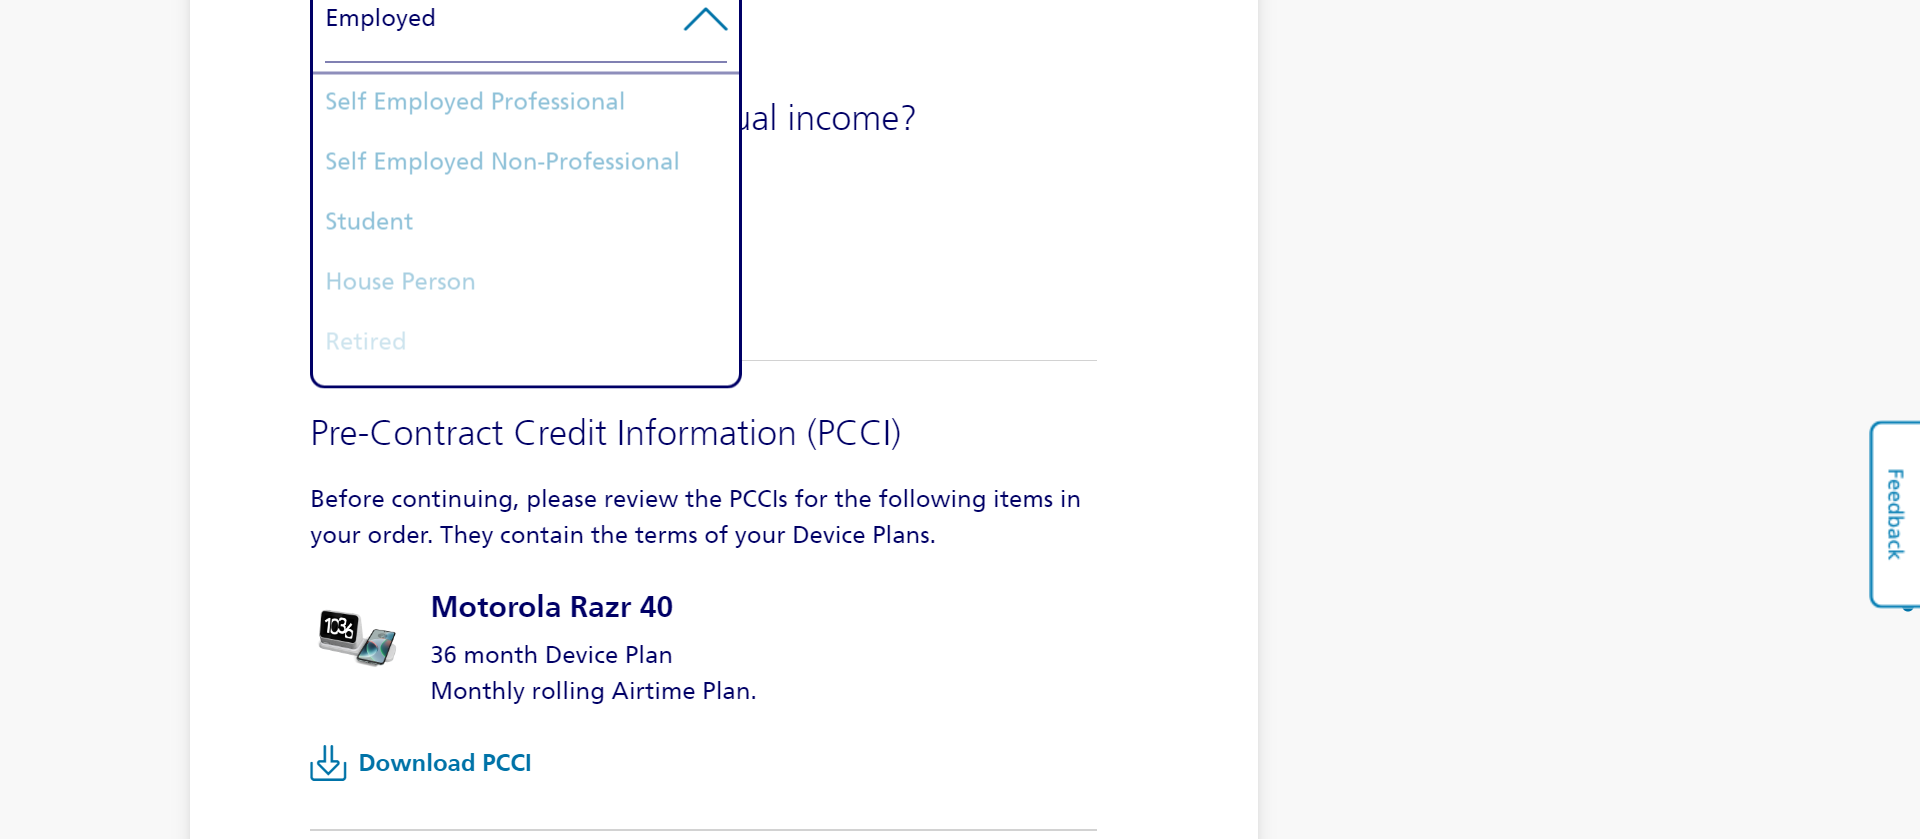 Employed
Self Employed Professional
ual income?
Self Employed Non-Professional
Student
House Person
Retired
Pre-Contract Credit Information (PCCI)
Before continuing, please review the PCCIs for the following items in
your order. They contain the terms of your Device Plans.
Motorola Razr 40
10:36
36 month Device Plan
Monthly rolling Airtime Plan.
Download PCCI
Feedback